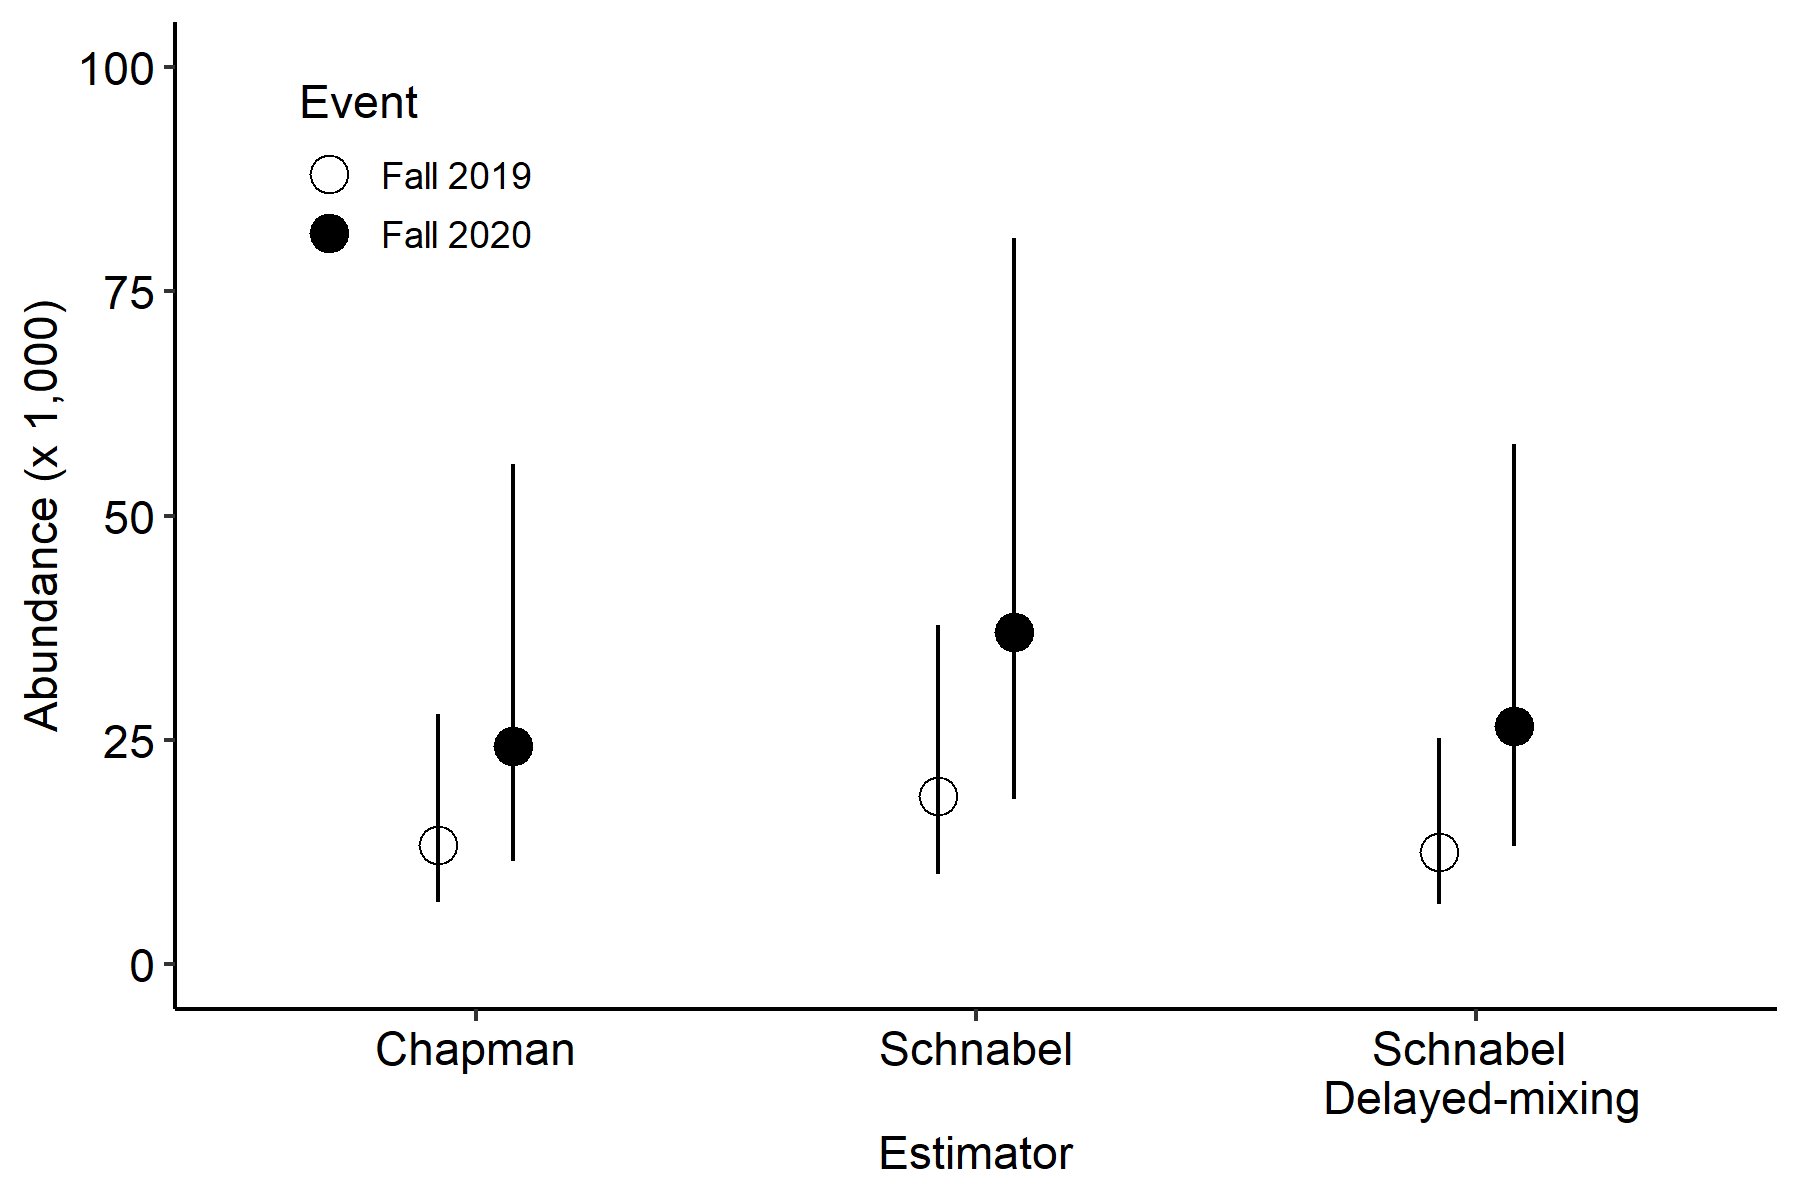 Event
Fall 2019
Fall 2020
Abundance (x 1,000)
100
75
50
25
0
Chapman
Schnabel
Schnabel
Delayed-mixing
Estimator